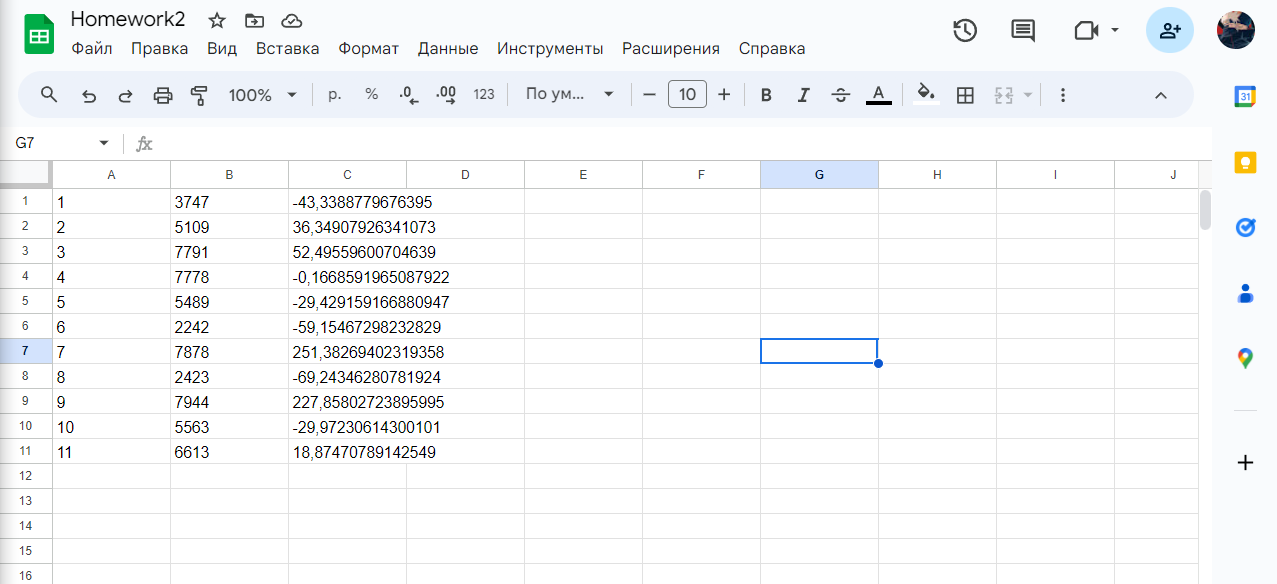 Homework2
Файл Правка Вид Вставка Формат Данные Инструменты Расширения Справка
100% р. % .0 .00 123 По ум... 10 B I A
31
G7 fx
A B C D E F G H I J
1 1 3747 -43,3388779676395
2 2 5109 36,34907926341073
3 3 7791 52,49559600704639
4 4 7778 -0,1668591965087922
5 5 5489 -29,429159166880947
6 6 2242 -59,15467298232829
7 7 7878 251,38269402319358
8 8 2423 -69,24346280781924
9 9 7944 227,85802723895995
10 10 5563 -29,97230614300101
11 11 6613 18,87470789142549
12
13
14
15
16